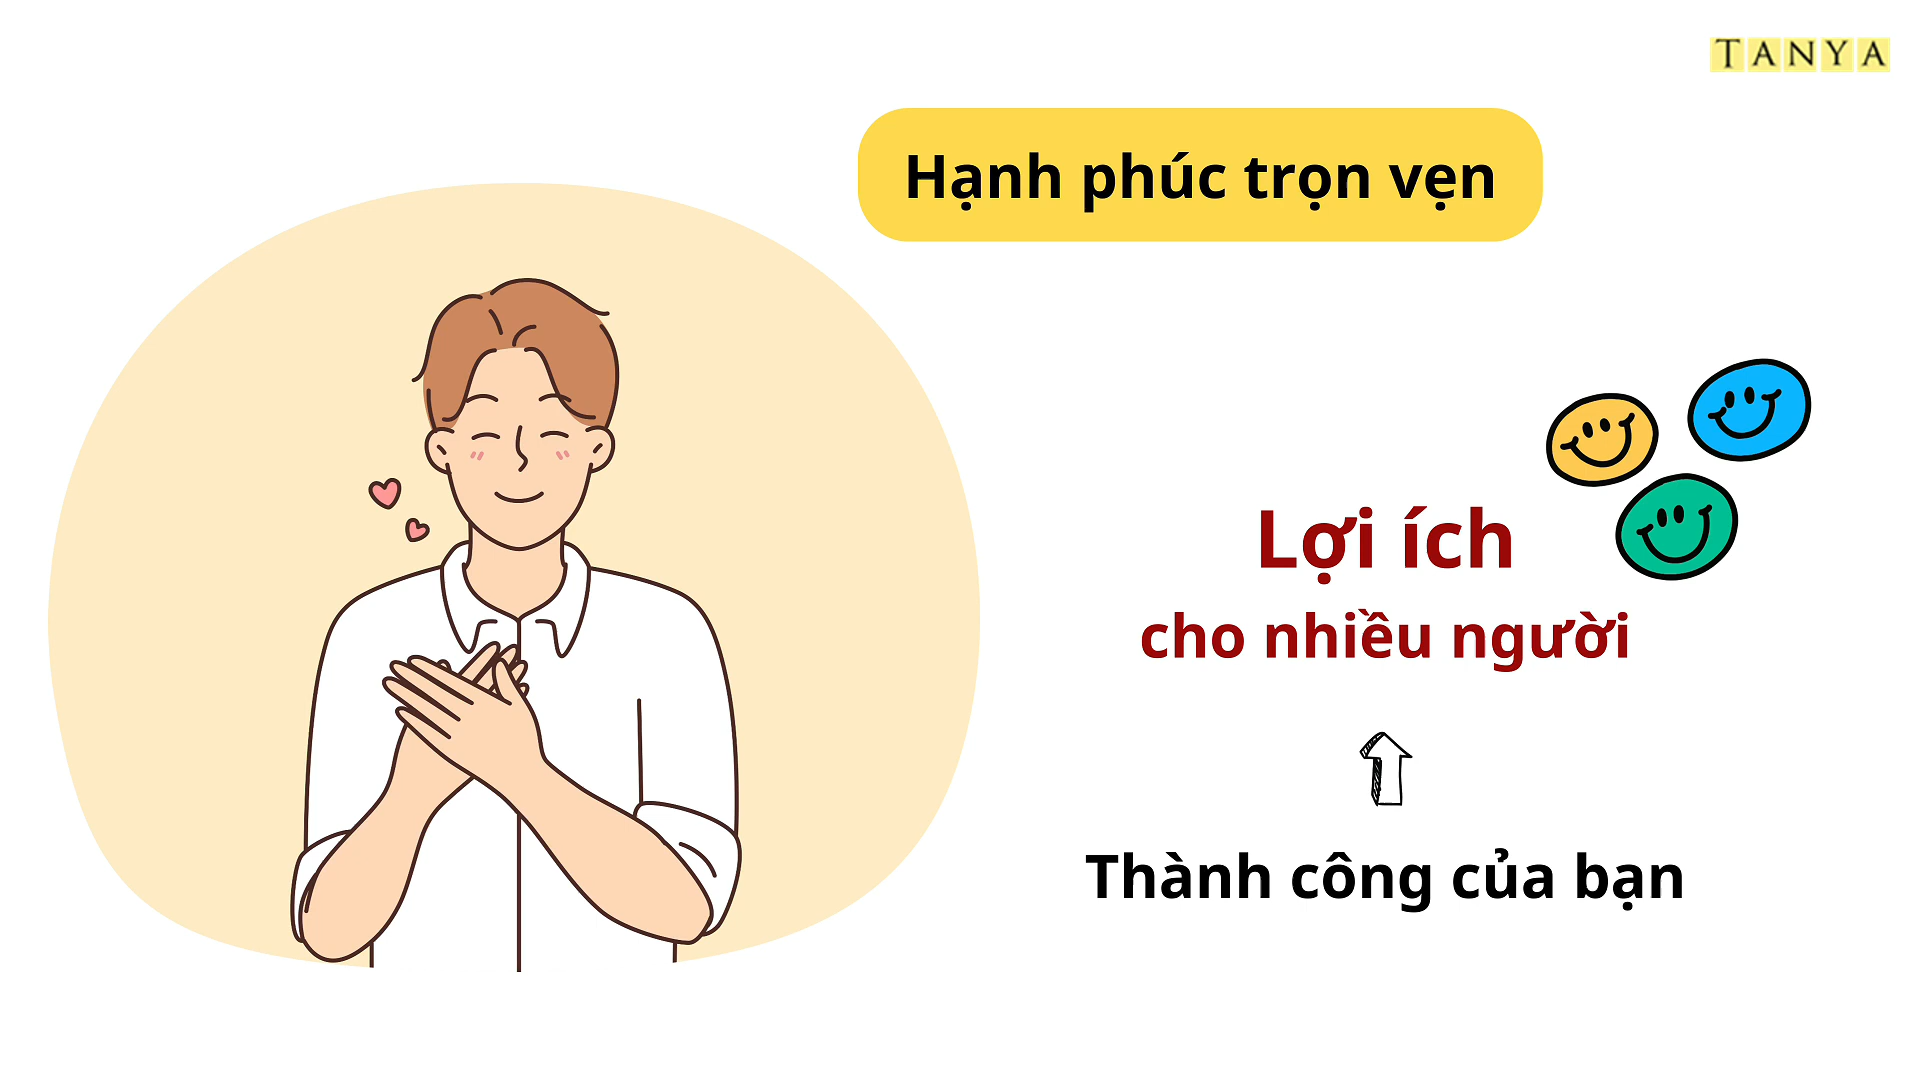 TANYA
Hạnh phúc trọn vẹn
Lợi ích
cho nhiều người
Thành công của bạn